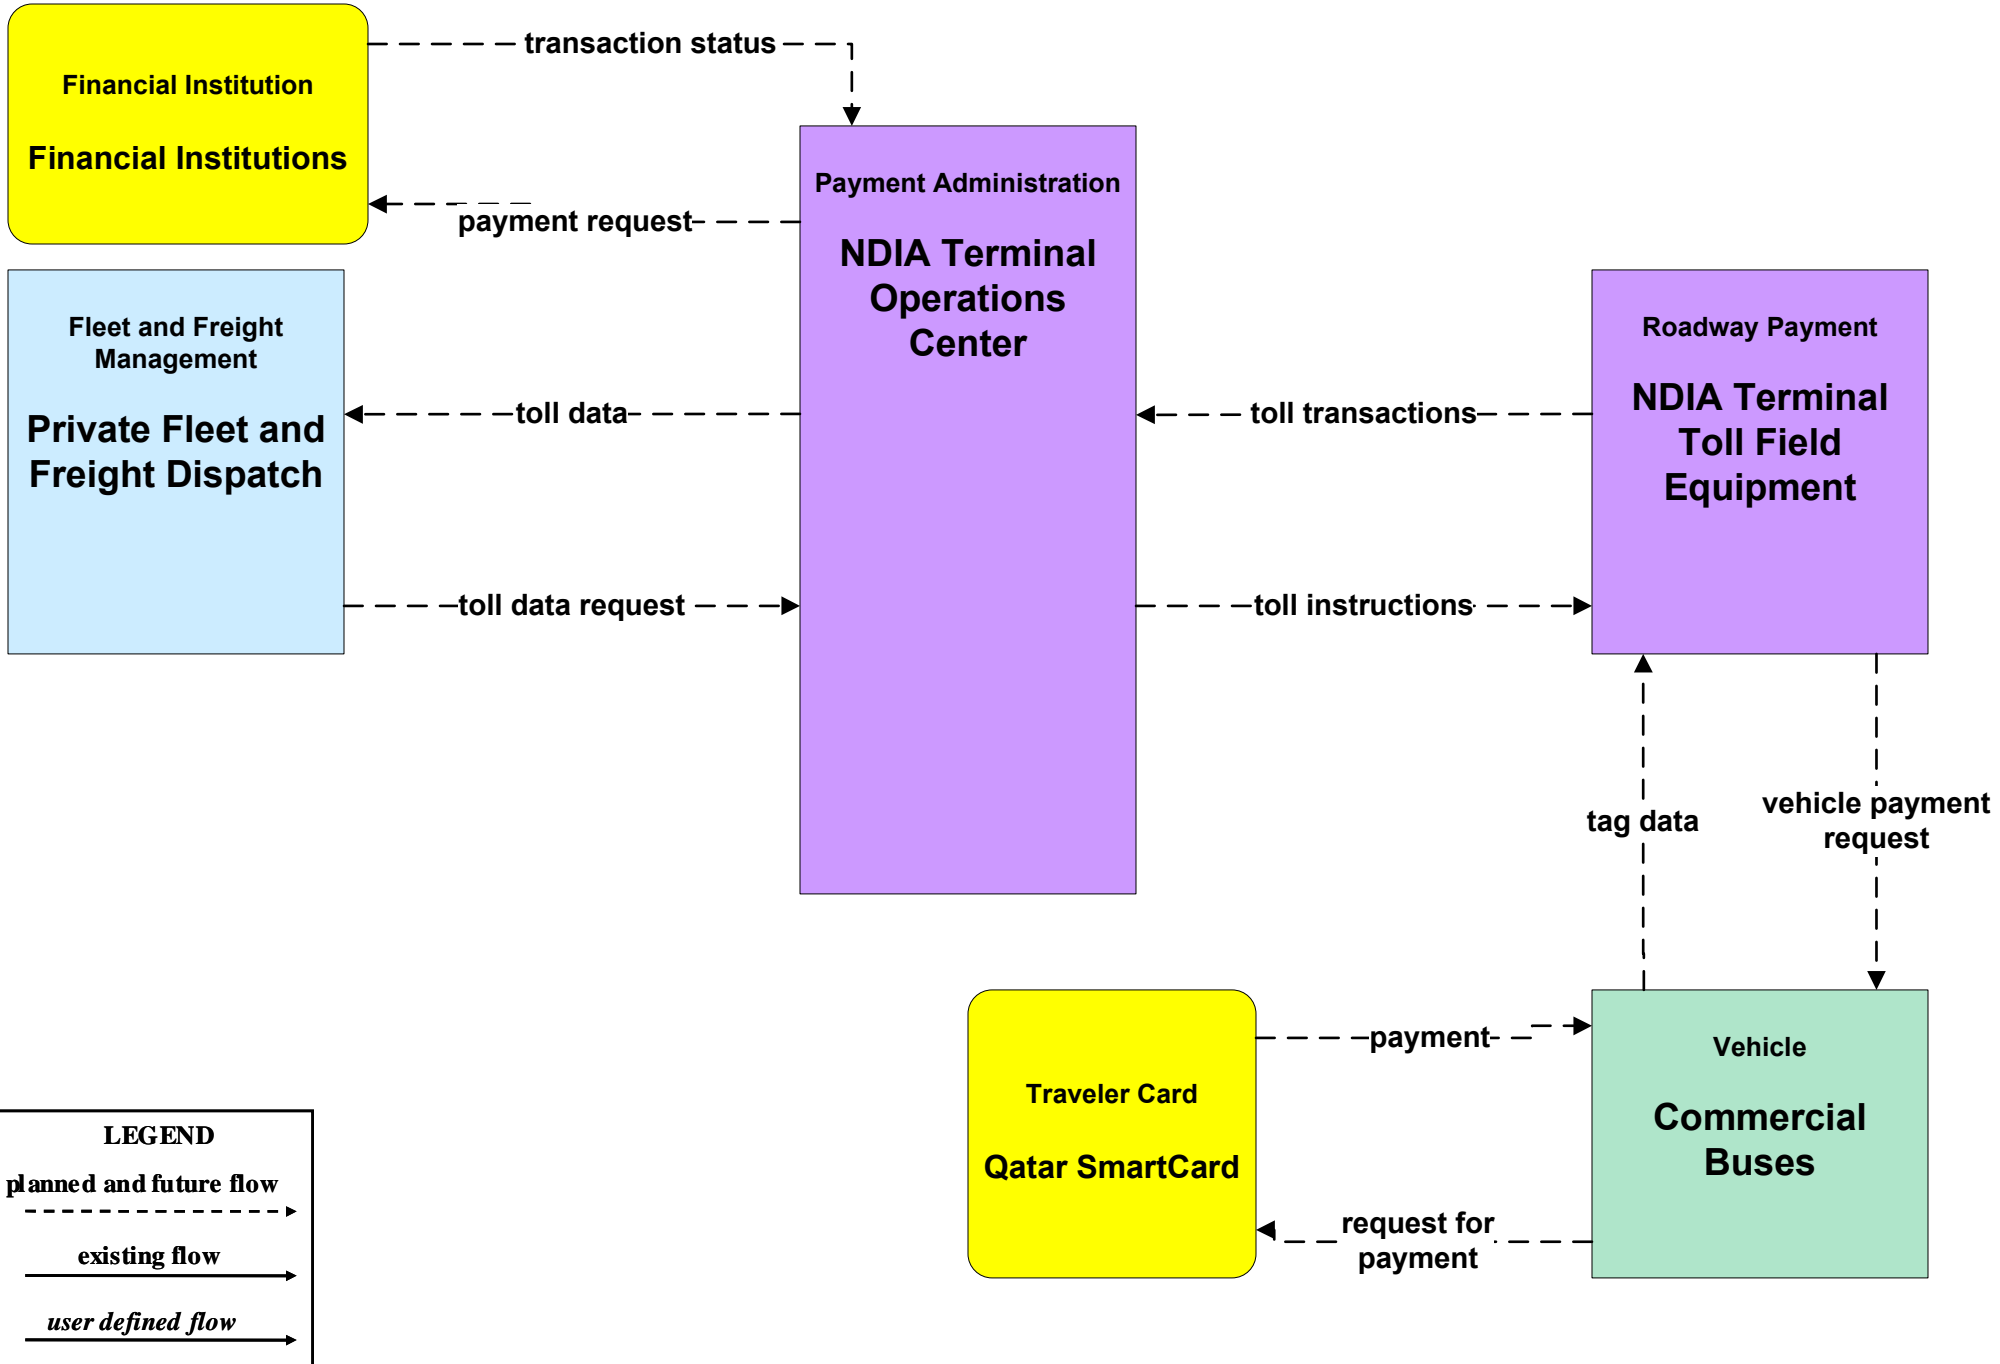 transaction status
Financial Institution
Financial Institutions
payment request
Payment Administration
NDIA Terminal
Operations
Center
Fleet and Freight
Management
Private Fleet and
Freight Dispatch
toll data
toll data request
toll transactions
toll instructions
Roadway Payment
NDIA Terminal
Toll Field
Equipment
tag data
vehicle payment
request
payment
Traveler Card
Qatar SmartCard
request for
payment
Vehicle
Commercial
Buses
LEGEND
planned and future flow
existing flow
user defined flow